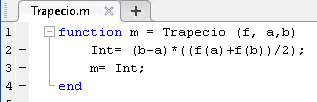 Trapecio.m × +
1 function m = Trapecio (f, a,b)
2 — Int= (b-a)*((f(a)+f(b))/2);
3 — m= Int;
4 — end